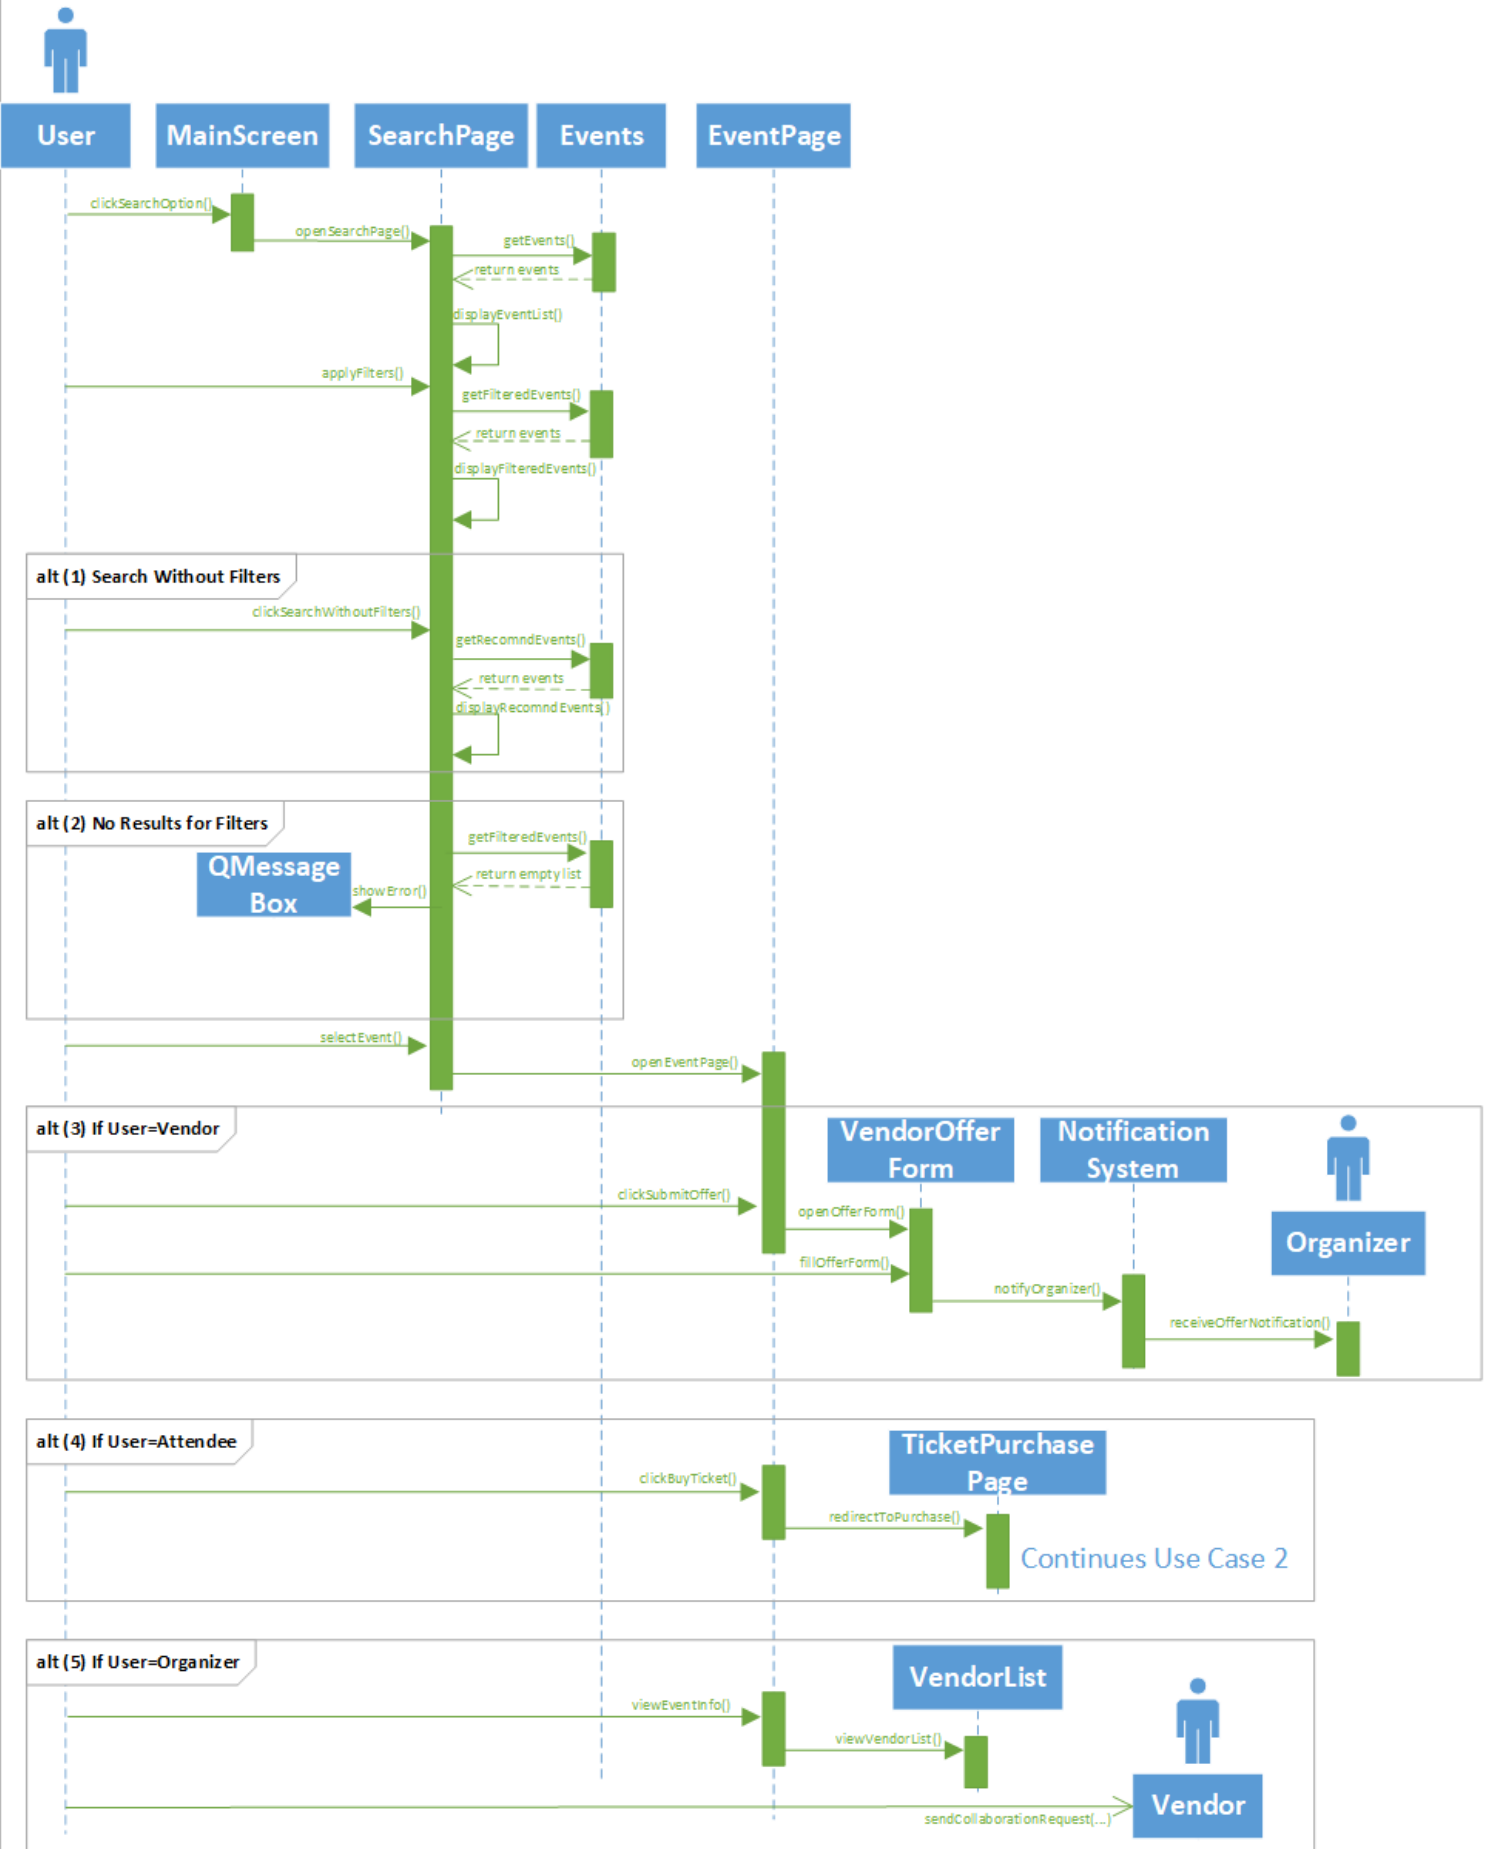 User
MainScreen
SearchPage
Events
EventPage
clickSearchOption()
openSearchPage()
getEvents()
return events
displayEventList()
applyFilters()
getFilteredEvents()
return events
displayFilteredEvents()
alt (1) Search Without Filters
clickSearchWithoutFilters()
getRecomndEvents()
return events
displayRecomndEvents()
alt (2) No Results for Filters
getFilteredEvents()
QMessage
Box
return empty list
showError()
selectEvent()
openEventPage()
alt (3) If User=Vendor
VendorOffer
Form
Notification
System
clickSubmitOffer()
openOfferForm()
Organizer
fillOfferForm()
notifyOrganizer()
receiveOfferNotification()
alt (4) If User=Attendee
TicketPurchase
Page
clickBuyTicket()
redirectToPurchase()
Continues Use Case 2
alt (5) If User=Organizer
VendorList
viewEventInfo()
viewVendorList()
Vendor
sendCollaborationRequest(...)